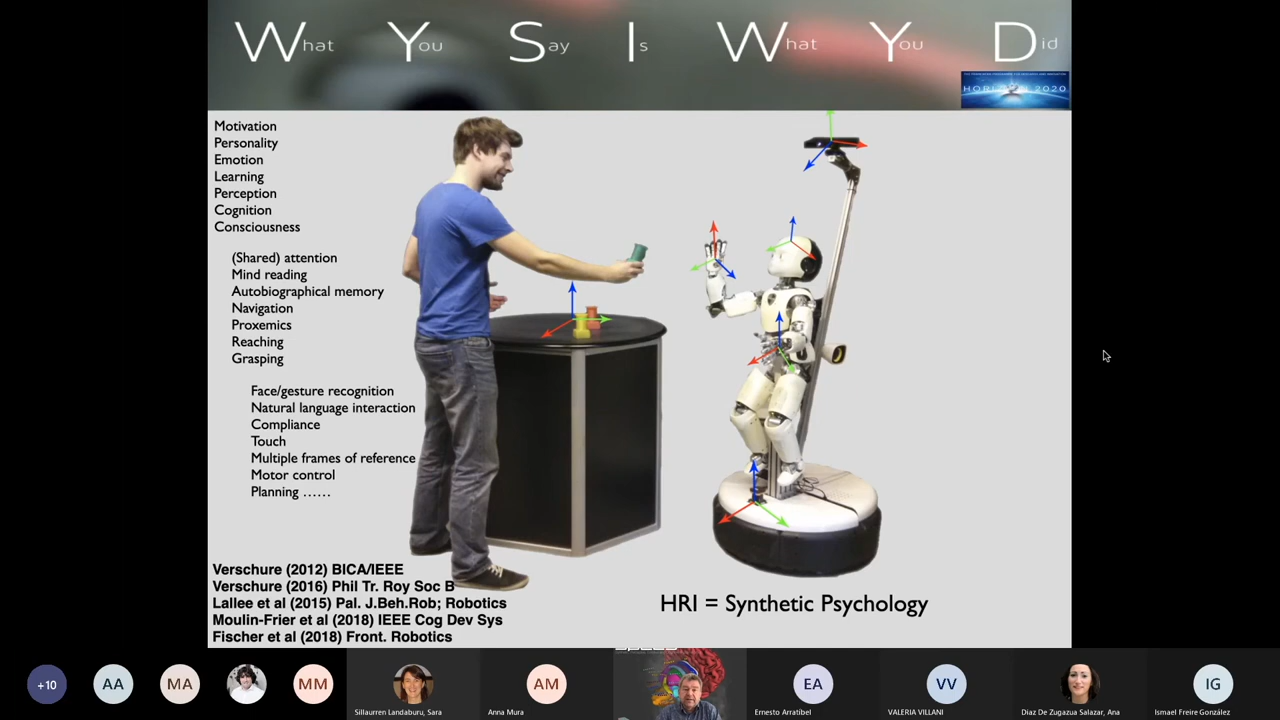 What You Say Is What You Did
HORIZON 2020
Motivation
Personality
Emotion
Learning
Perception
Cognition
Consciousness
(Shared) attention
Mind reading
Autobiographical memory
Navigation
Proxemics
Reaching
Grasping
Face/gesture recognition
Natural language interaction
Compliance
Touch
Multiple frames of reference
Motor control
Planning ......
Verschure (2012) BICA/IEEE
Verschure (2016) Phil Tr. Roy Soc B
Lallee et al (2015) Pal. J.Beh.Rob; Robotics
Moulin-Frier et al (2018) IEEE Cog Dev Sys
Fischer et al (2018) Front. Robotics
HRI = Synthetic Psychology
+10
AA
MA
MM
AM
EA
VV
IG
Sillaurren Landaburu, Sara
Anna Mura
Ernesto Arratibel
VALERIA VILLANI
Díaz De Zugazua Salazar, Ana
Ismael Freire González